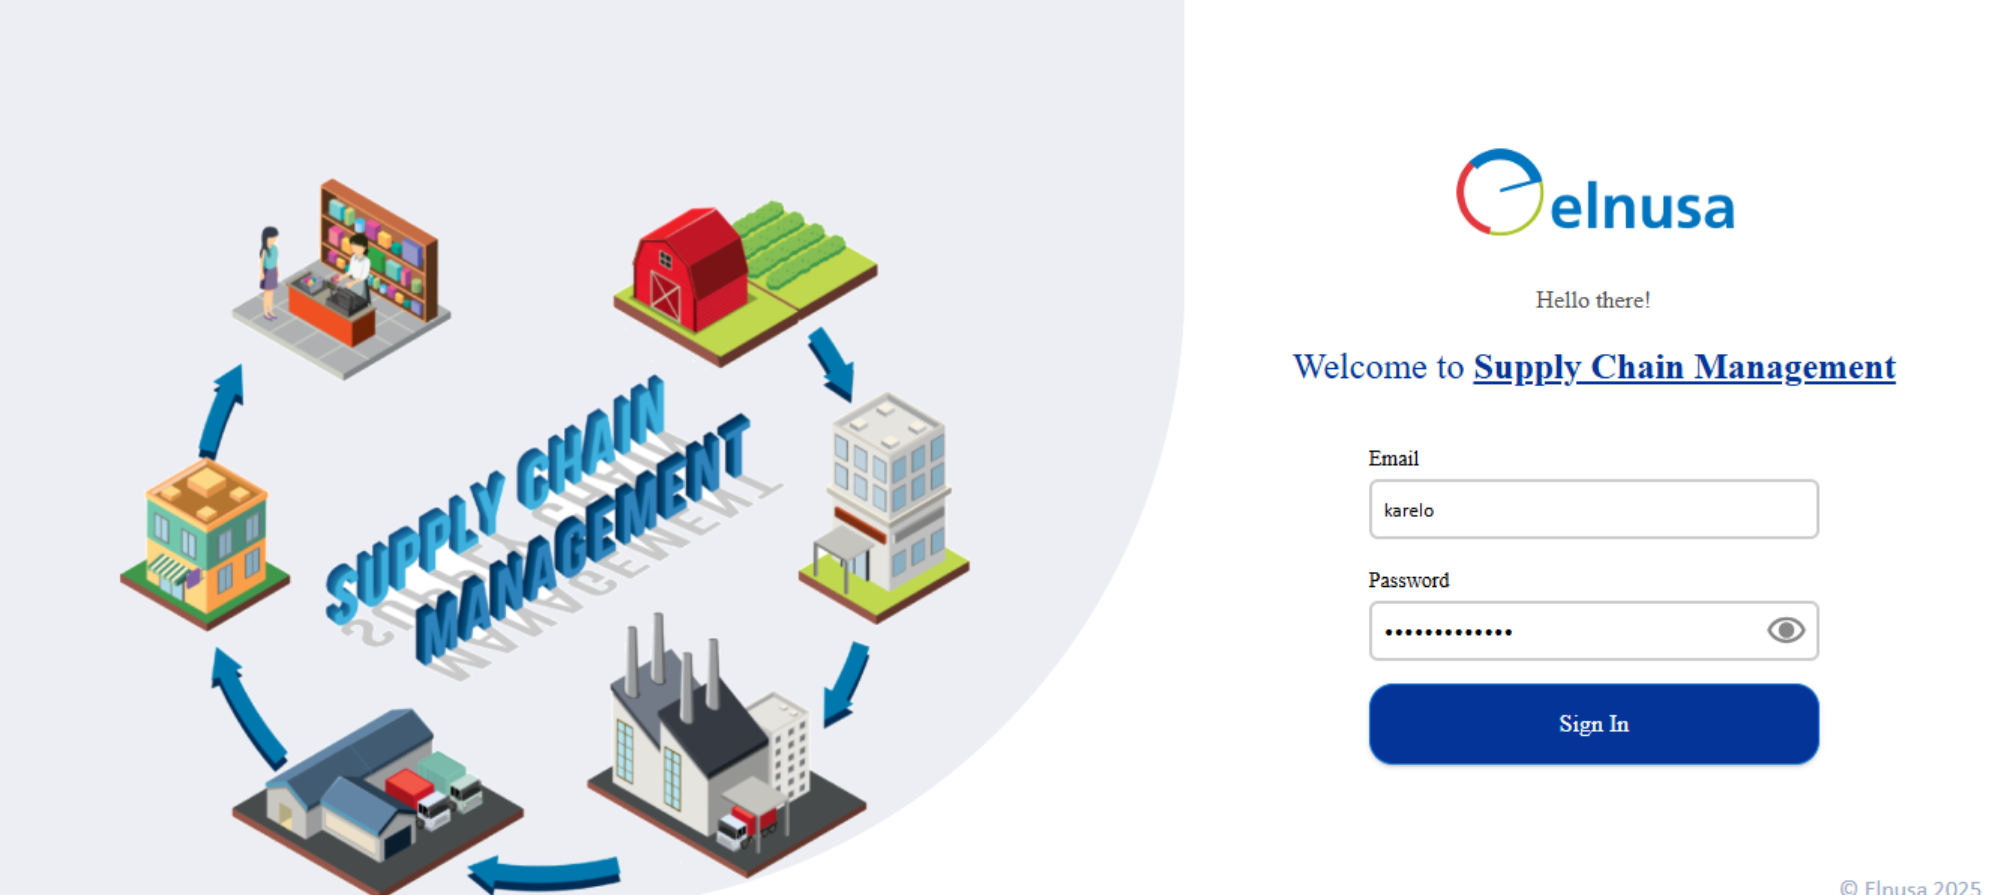 SUPPLY CHAIN
MANAGEMENT
elnusa
Hello there!
Welcome to Supply Chain Management
Email
karelo
Password
•••••••••••••
Sign In
© Elnusa 2025